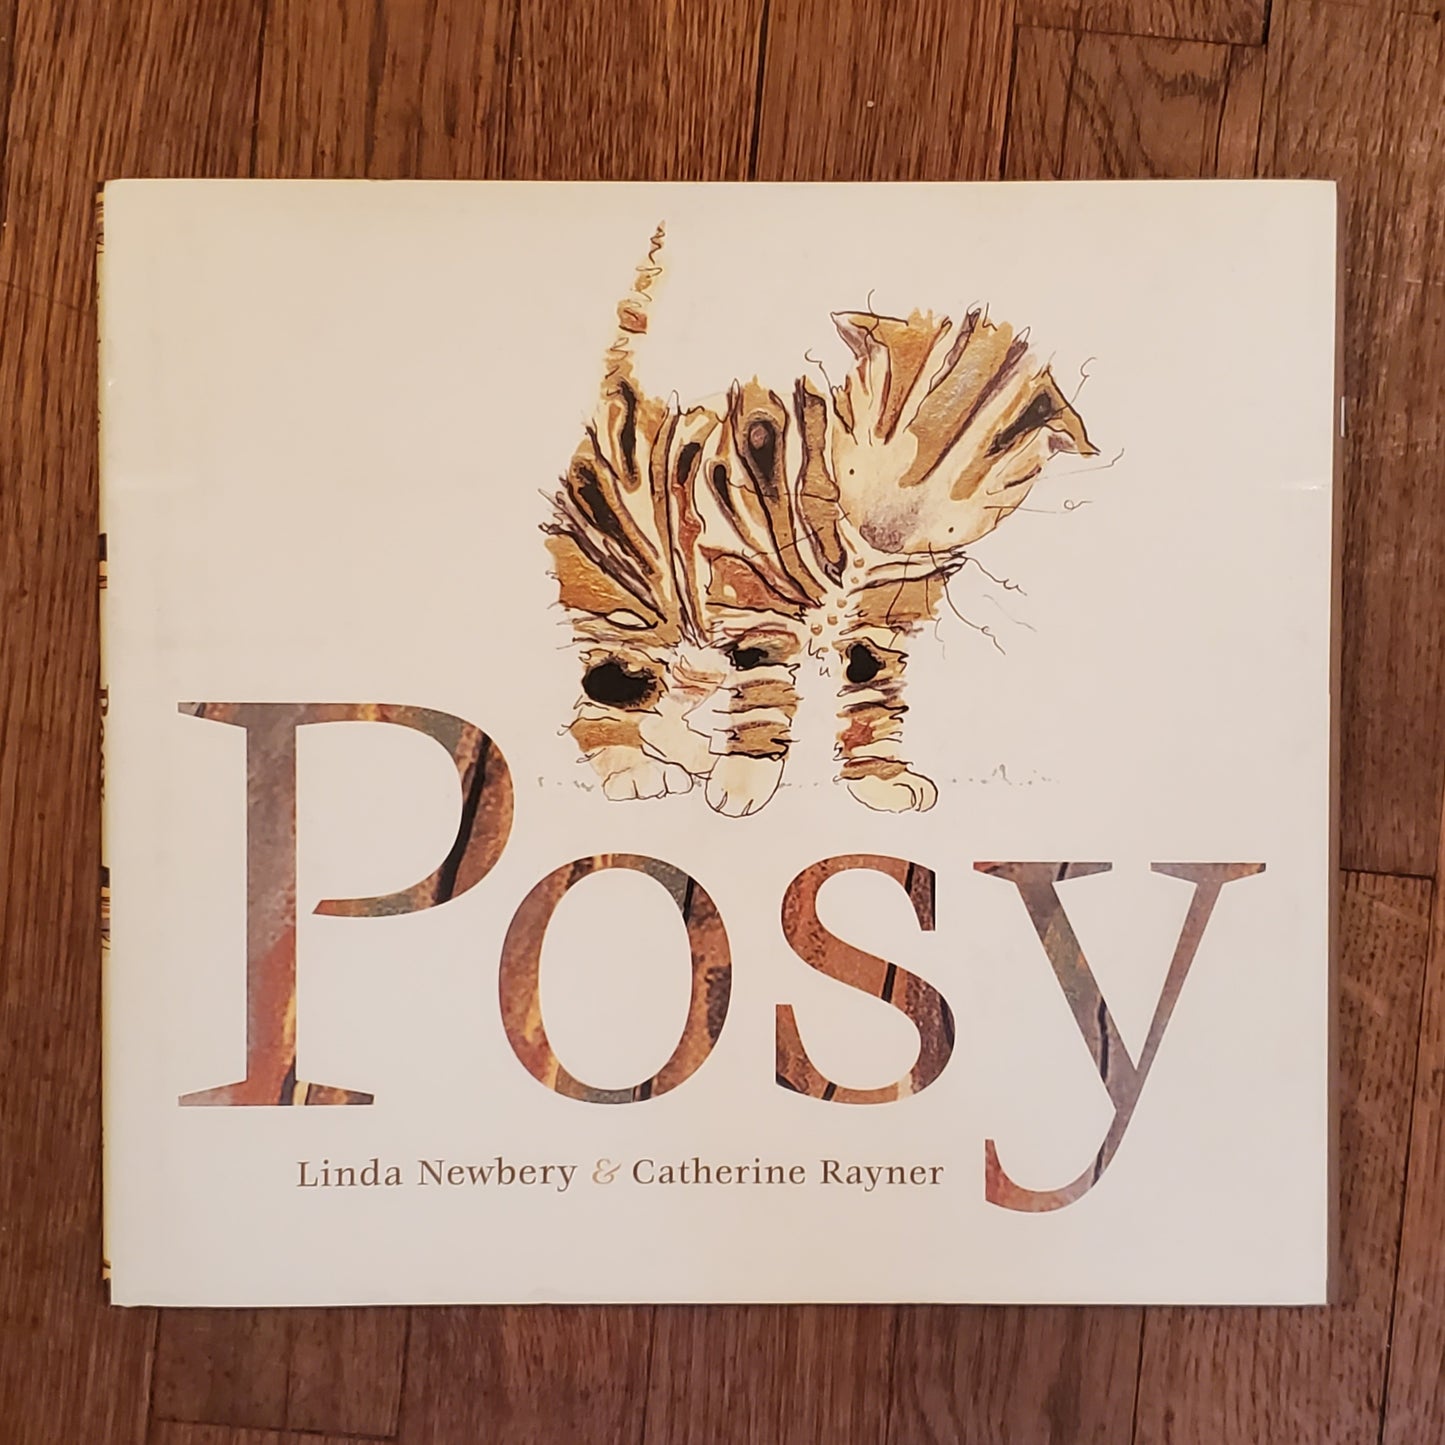 Posy
Linda Newbery & Catherine Rayner